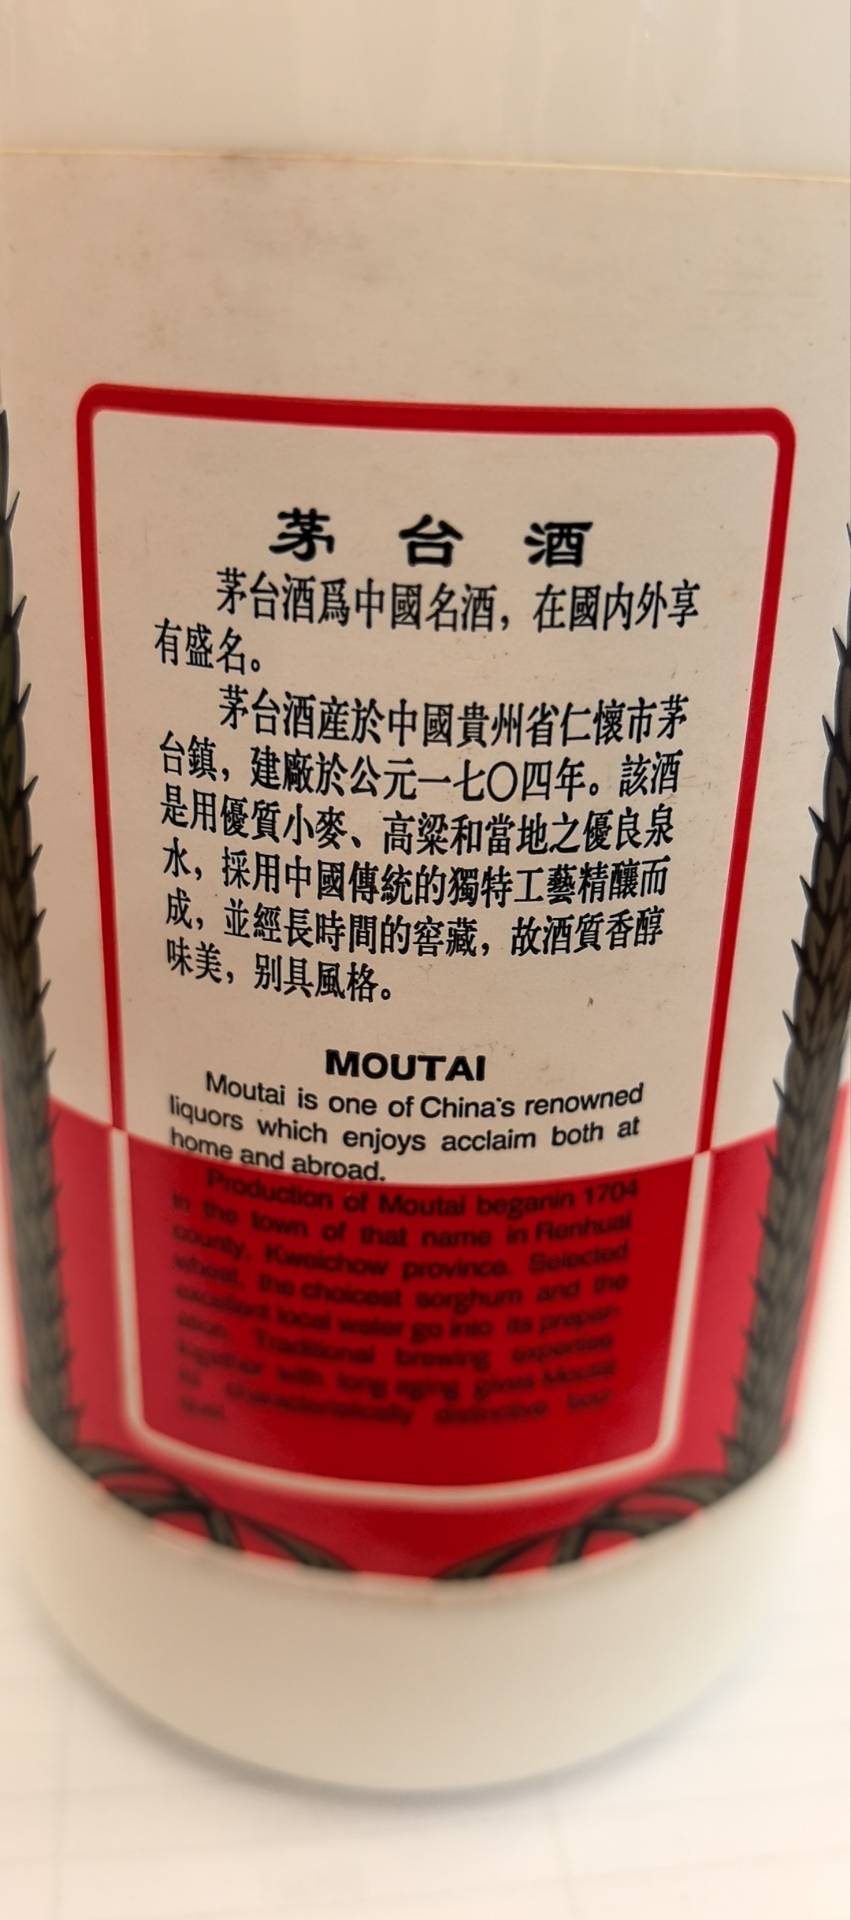 茅台酒
茅台酒爲中國名酒，在國内外享
有盛名。
茅台酒産於中國貴州省仁懷市茅
台鎮，建廠於公元一七〇四年。該酒
是用優質小麥、高粱和當地之優良泉
水，採用中國傳統的獨特工藝精釀而
成，並經長時間的窖藏，故酒質香醇
味美，别具風格。
MOUTAI
Moutai is one of China's renowned
liquors which enjoys acclaim both at
home and abroad.
Production of Moutai beganin 1704
in the town of that name in Renhuai
county, Kweichow province. Selected
wheat, the choicest sorghum and the
excellent local water go into its prepar-
ation. Traditional brewing expertise
together with long aging gives Moutai
its characteristically distinctive bou-
quet.